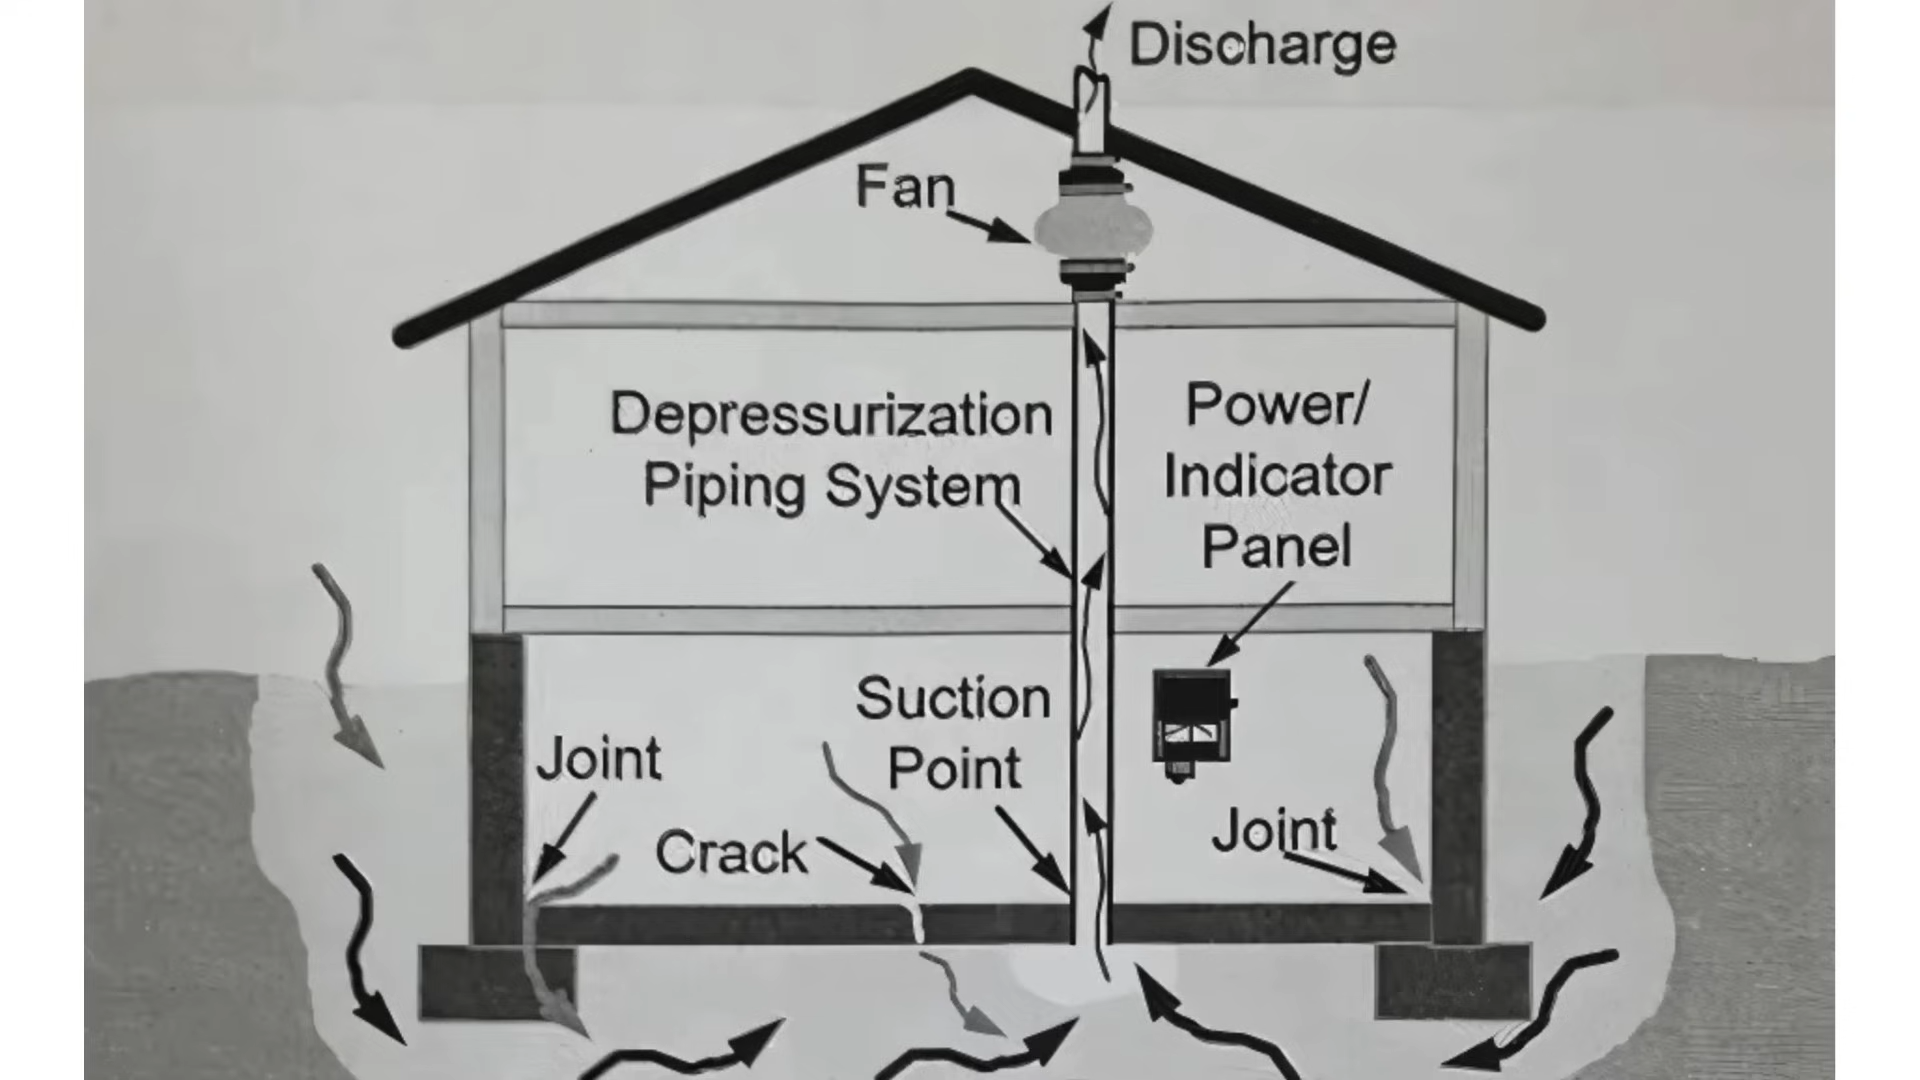 Discharge
Fan
Depressurization
Piping System
Power/
Indicator
Panel
Suction
Point
Joint
Crack
Joint